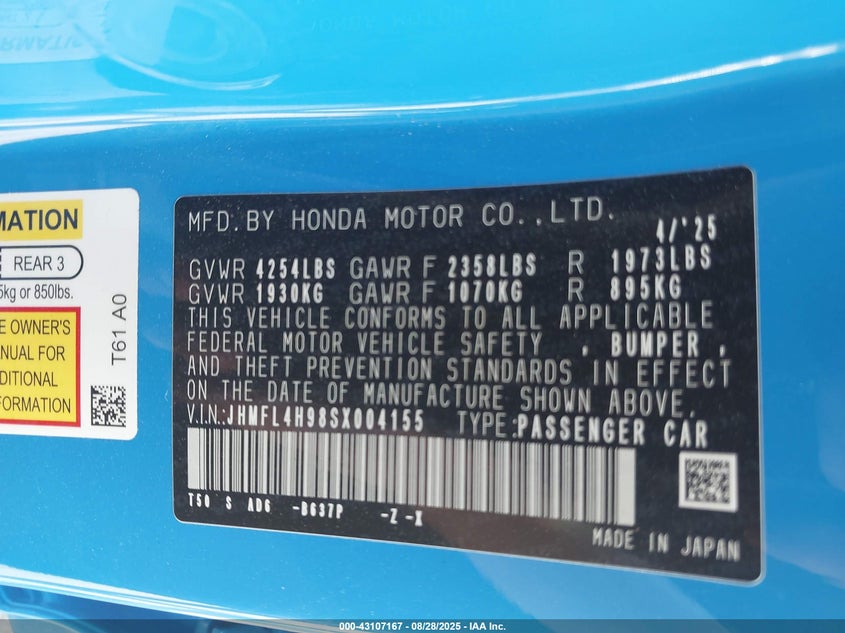 MATION
REAR 3
5kg or 850lbs.
E OWNER'S
NUAL FOR
DITIONAL
FORMATION
T61 A0
MFD. BY HONDA MOTOR CO.,LTD.
4/'25
GVWR 4254LBS GAWR F 2358LBS R 1973LBS
GVWR 1930KG GAWR F 1070KG R 895KG
THIS VEHICLE CONFORMS TO ALL APPLICABLE
FEDERAL MOTOR VEHICLE SAFETY , BUMPER ,
AND THEFT PREVENTION STANDARDS IN EFFECT
ON THE DATE OF MANUFACTURE SHOWN ABOVE.
V.I.N.:JHMFL4H98SX004155 TYPE:PASSENGER CAR
T50 S AD6 -B637P -Z -X
MADE IN JAPAN
000-43107167 • 08/28/2025 - IAA Inc.